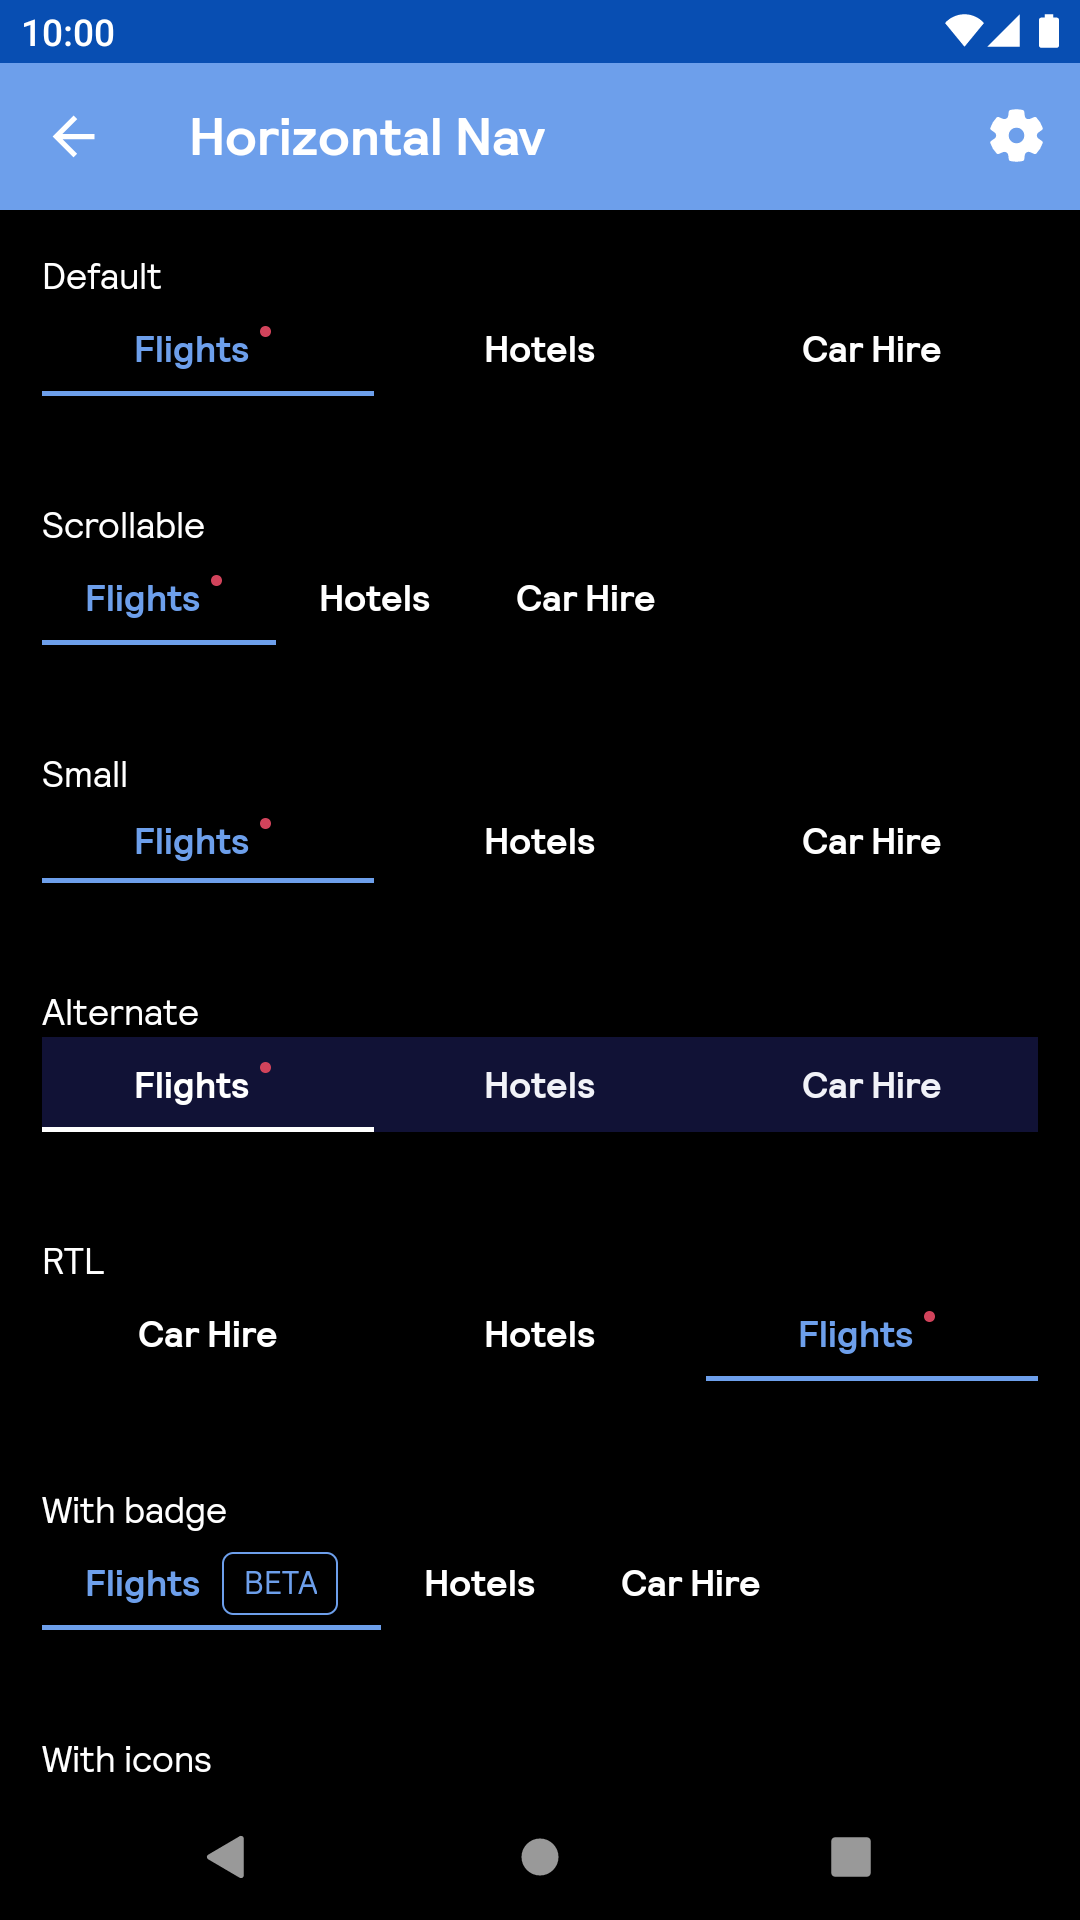 10:00
Horizontal Nav
Default
Flights Hotels Car Hire
Scrollable
Flights Hotels Car Hire
Small
Flights Hotels Car Hire
Alternate
Flights Hotels Car Hire
RTL
Car Hire Hotels Flights
With badge
Flights BETA Hotels Car Hire
With icons